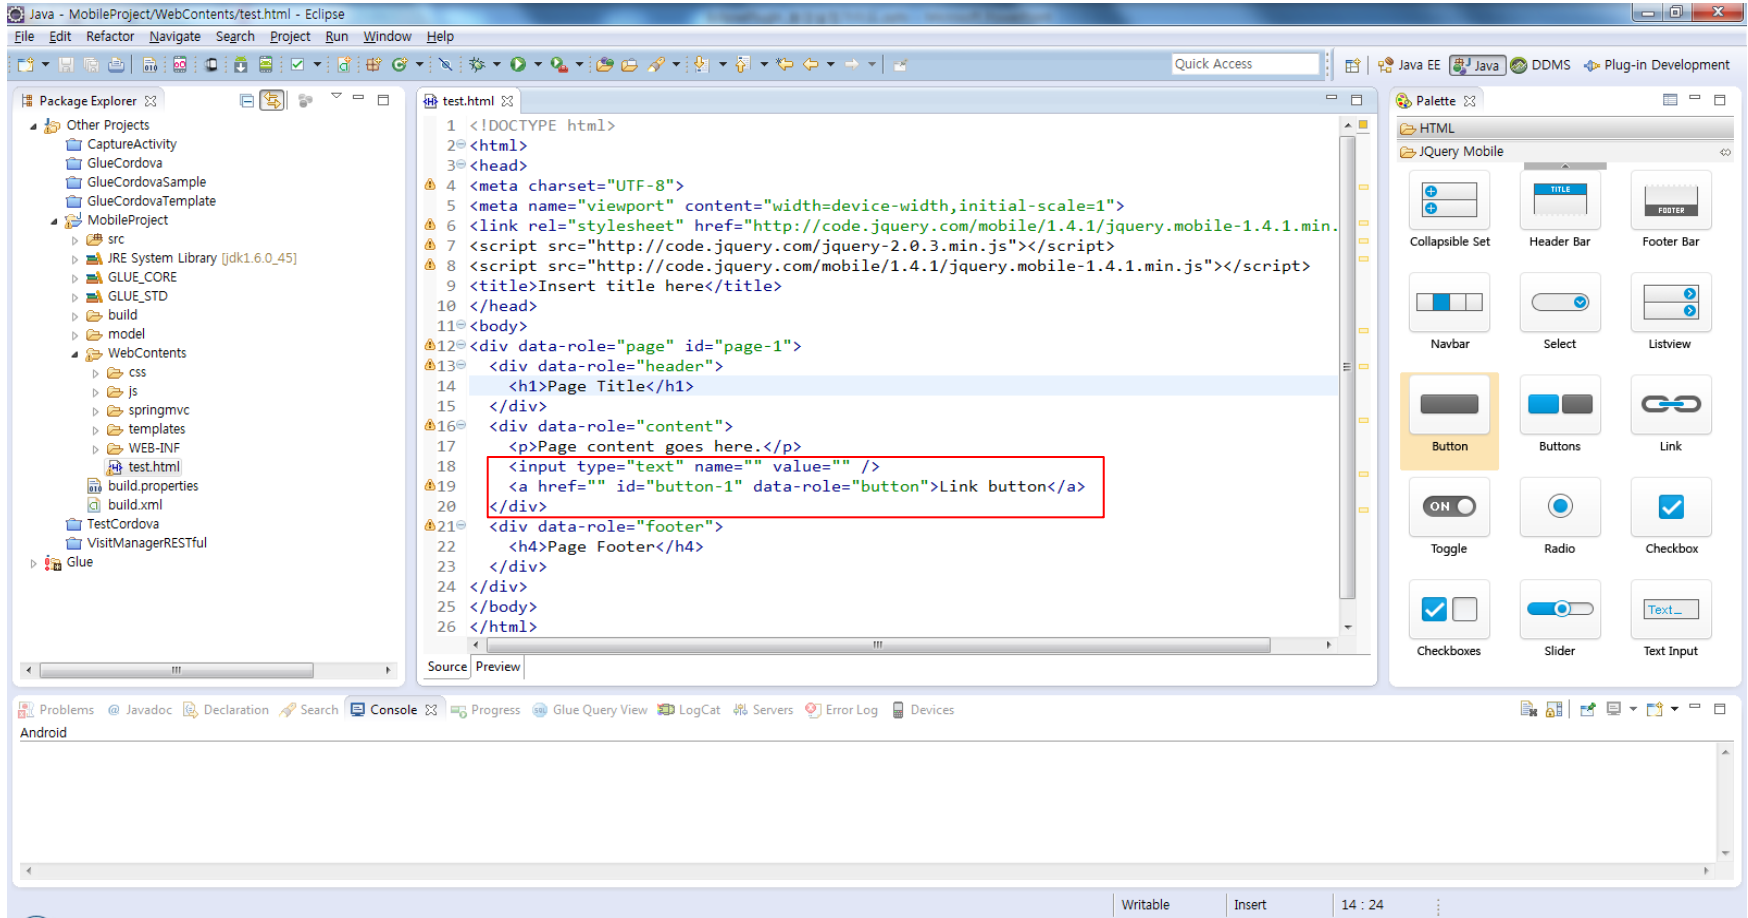 Java - MobileProject/WebContents/test.html - Eclipse
File Edit Refactor Navigate Search Project Run Window Help
Quick Access
Java EE Java DDMS Plug-in Development
Package Explorer
Other Projects
CaptureActivity
GlueCordova
GlueCordovaSample
GlueCordovaTemplate
MobileProject
src
JRE System Library [jdk1.6.0_45]
GLUE_CORE
GLUE_STD
build
model
WebContents
css
js
springmvc
templates
WEB-INF
test.html
build.properties
build.xml
TestCordova
VisitManagerRESTful
Glue
test.html
1 <!DOCTYPE html>
2 <html>
3 <head>
4 <meta charset="UTF-8">
5 <meta name="viewport" content="width=device-width,initial-scale=1">
6 <link rel="stylesheet" href="http://code.jquery.com/mobile/1.4.1/jquery.mobile-1.4.1.min.
7 <script src="http://code.jquery.com/jquery-2.0.3.min.js"></script>
8 <script src="http://code.jquery.com/mobile/1.4.1/jquery.mobile-1.4.1.min.js"></script>
9 <title>Insert title here</title>
10 </head>
11 <body>
12 <div data-role="page" id="page-1">
13 <div data-role="header">
14 <h1>Page Title</h1>
15 </div>
16 <div data-role="content">
17 <p>Page content goes here.</p>
18 <input type="text" name="" value="" />
19 <a href="" id="button-1" data-role="button">Link button</a>
20 </div>
21 <div data-role="footer">
22 <h4>Page Footer</h4>
23 </div>
24 </div>
25 </body>
26 </html>
Source Preview
Palette
HTML
JQuery Mobile
TITLE
FOOTER
Collapsible Set Header Bar Footer Bar
Navbar Select Listview
Button Buttons Link
ON
Toggle Radio Checkbox
Text
Checkboxes Slider Text Input
Problems @ Javadoc Declaration Search Console Progress Glue Query View LogCat Servers Error Log Devices
Android
Writable Insert 14 : 24